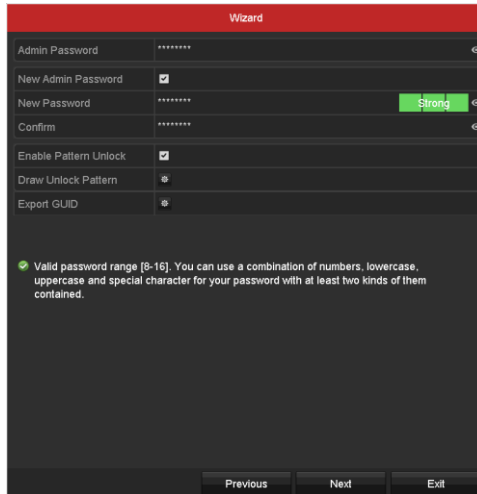 Wizard
Admin Password ********
New Admin Password
New Password ******** Strong
Confirm ********
Enable Pattern Unlock
Draw Unlock Pattern
Export GUID
Valid password range [8-16]. You can use a combination of numbers, lowercase,
uppercase and special character for your password with at least two kinds of them
contained.
Previous Next Exit